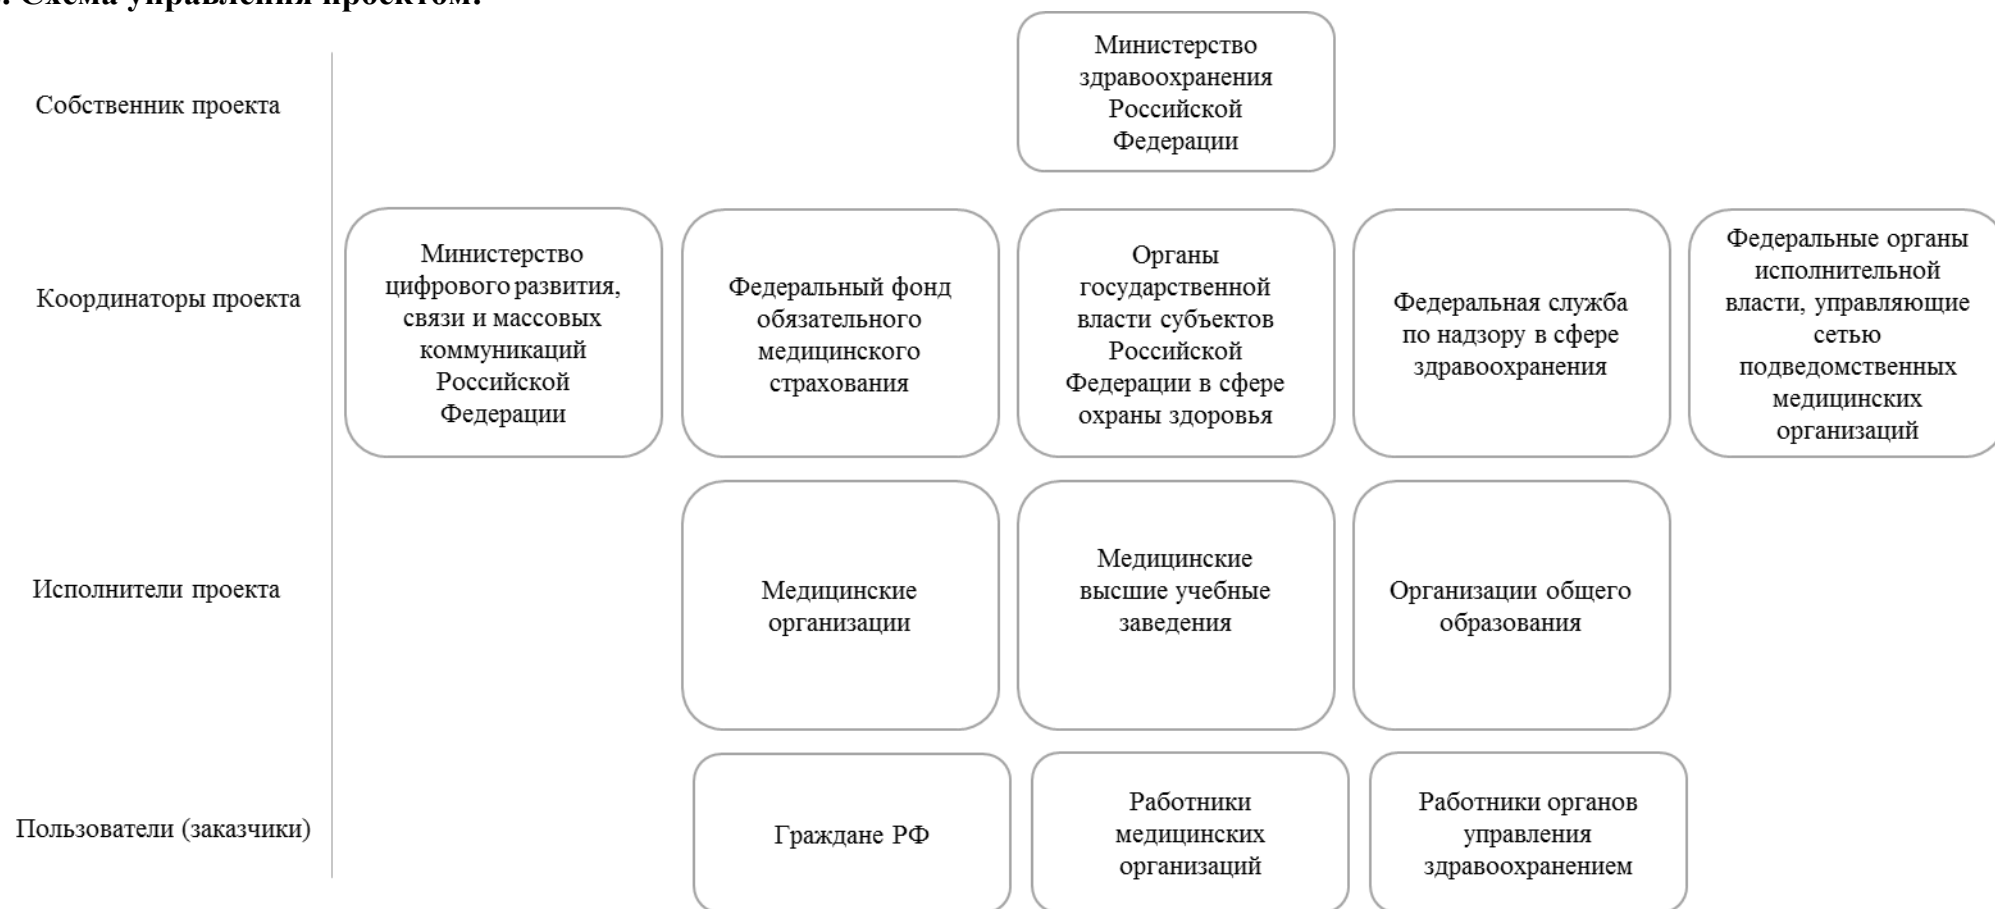 . Схема управления проектом:
Собственник проекта
Министерство
здравоохранения
Российской
Федерации
Координаторы проекта
Министерство
цифрового развития,
связи и массовых
коммуникаций
Российской
Федерации
Федеральный фонд
обязательного
медицинского
страхования
Органы
государственной
власти субъектов
Российской
Федерации в сфере
охраны здоровья
Федеральная служба
по надзору в сфере
здравоохранения
Федеральные органы
исполнительной
власти, управляющие
сетью
подведомственных
медицинских
организаций
Исполнители проекта
Медицинские
организации
Медицинские
высшие учебные
заведения
Организации общего
образования
Пользователи (заказчики)
Граждане РФ
Работники
медицинских
организаций
Работники органов
управления
здравоохранением